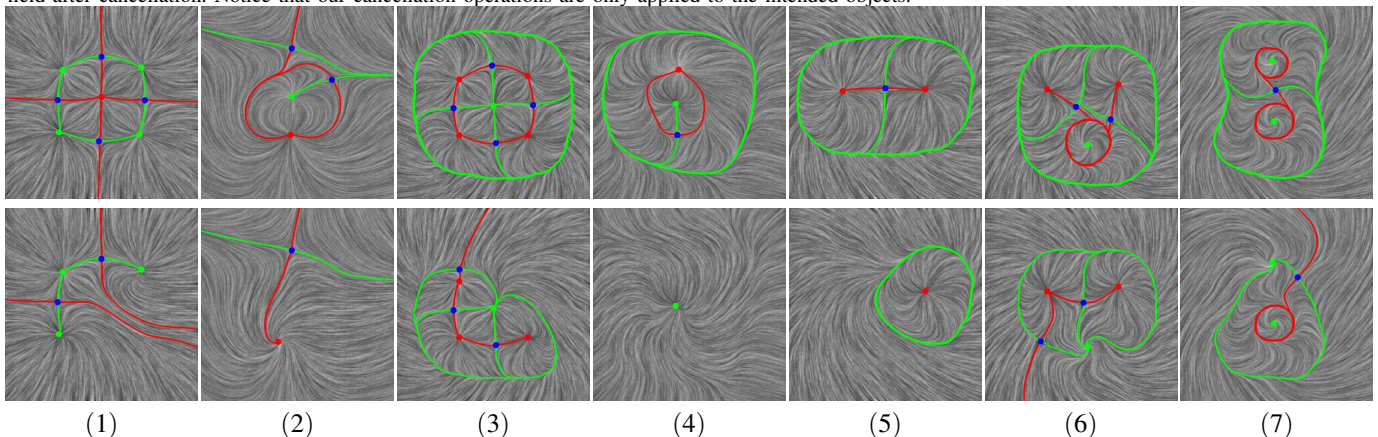 field after cancellation. Notice that our cancellation operations are only applied to the intended objects.
(1) (2) (3) (4) (5) (6) (7)